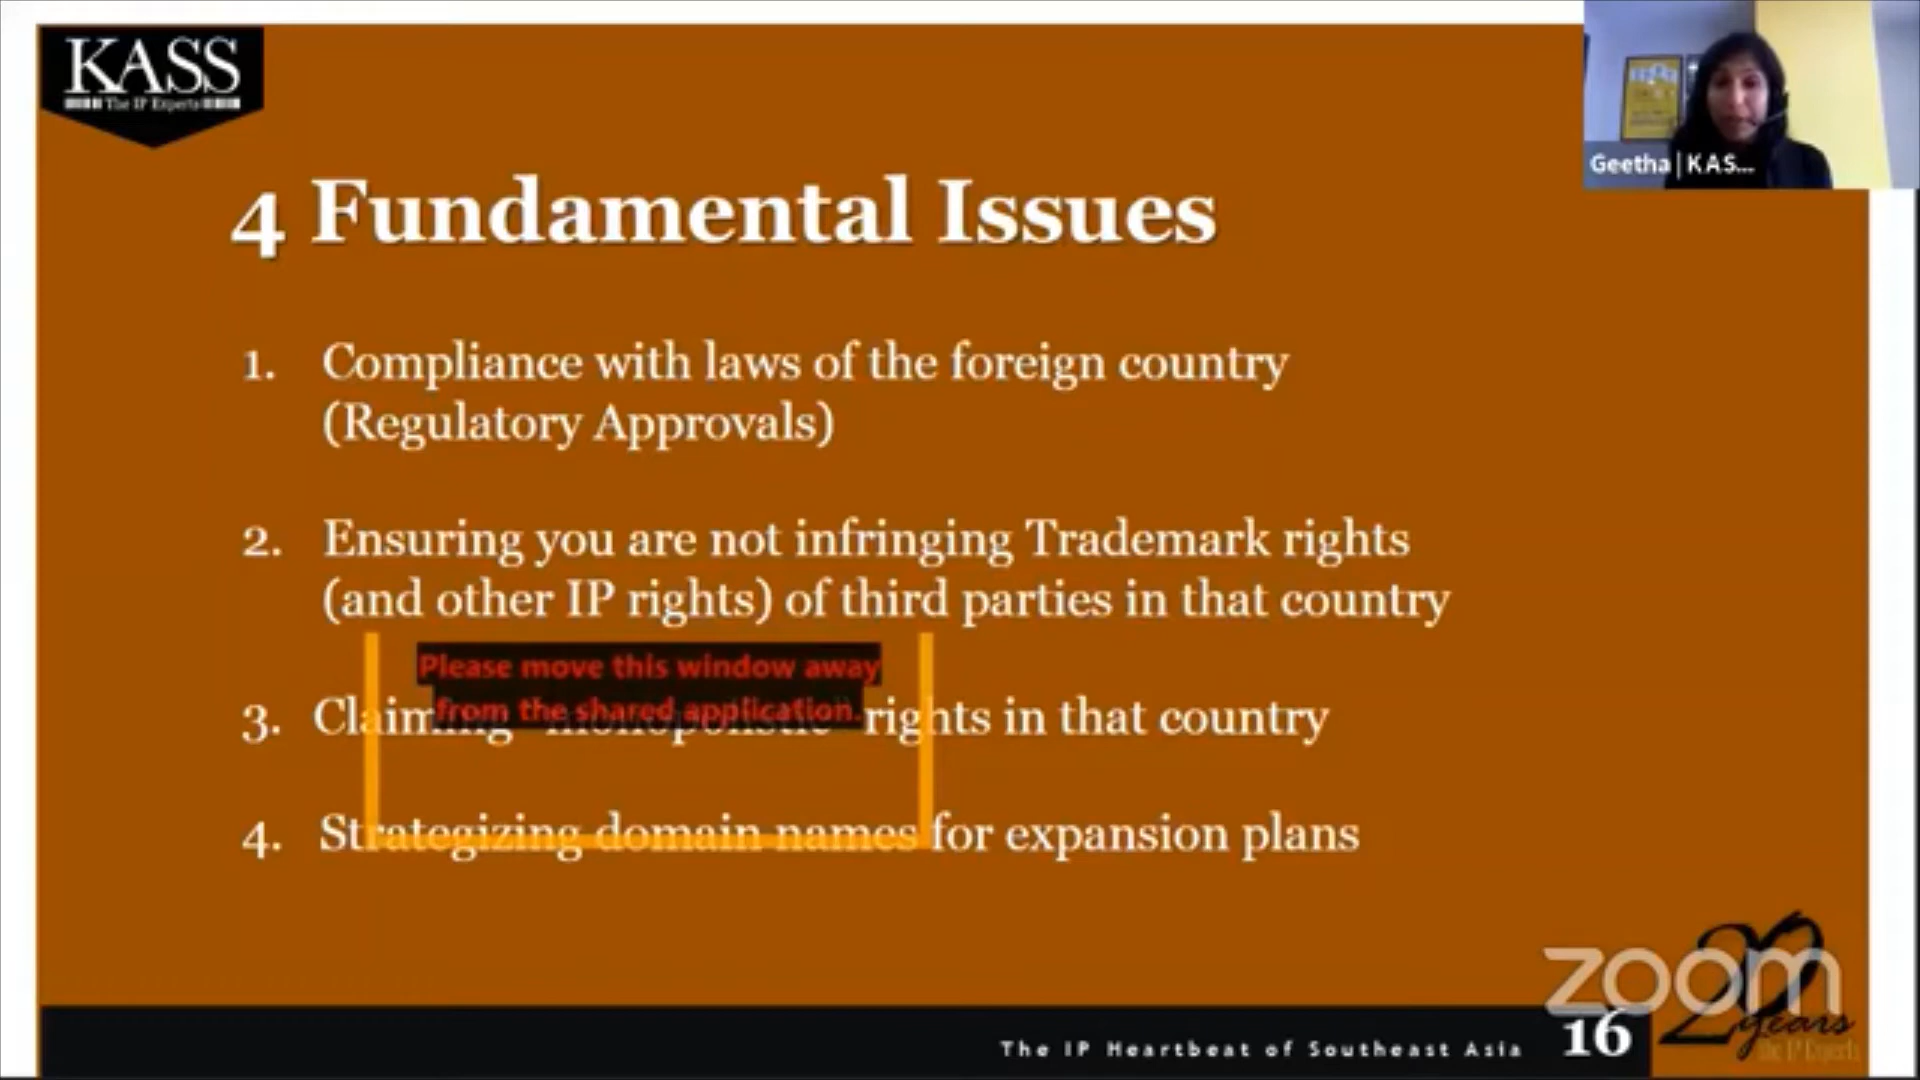 KASS
The IP Experts
Geetha | K A S...
4 Fundamental Issues
1. Compliance with laws of the foreign country
(Regulatory Approvals)
2. Ensuring you are not infringing Trademark rights
(and other IP rights) of third parties in that country
Please move this window away
from the shared application.
3. Claiming "monopolistic" rights in that country
4. Strategizing domain names for expansion plans
zoom
20 years
The IP Experts
The IP Heartbeat of Southeast Asia 16